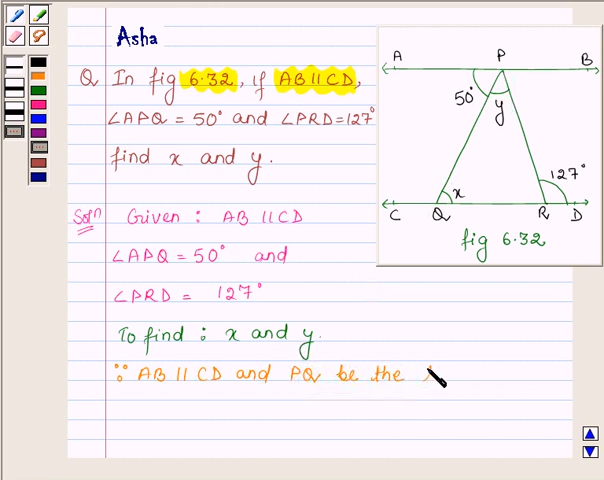 Asha
Q In fig 6.32, if AB || CD,
∠APQ = 50° and ∠PRD = 127°
find x and y.
Soln Given : AB || CD
∠APQ = 50° and
∠PRD = 127°
To find : x and y.
∵ AB || CD and PQ be the
A P B
50° y
127°
x
C Q R D
fig 6.32